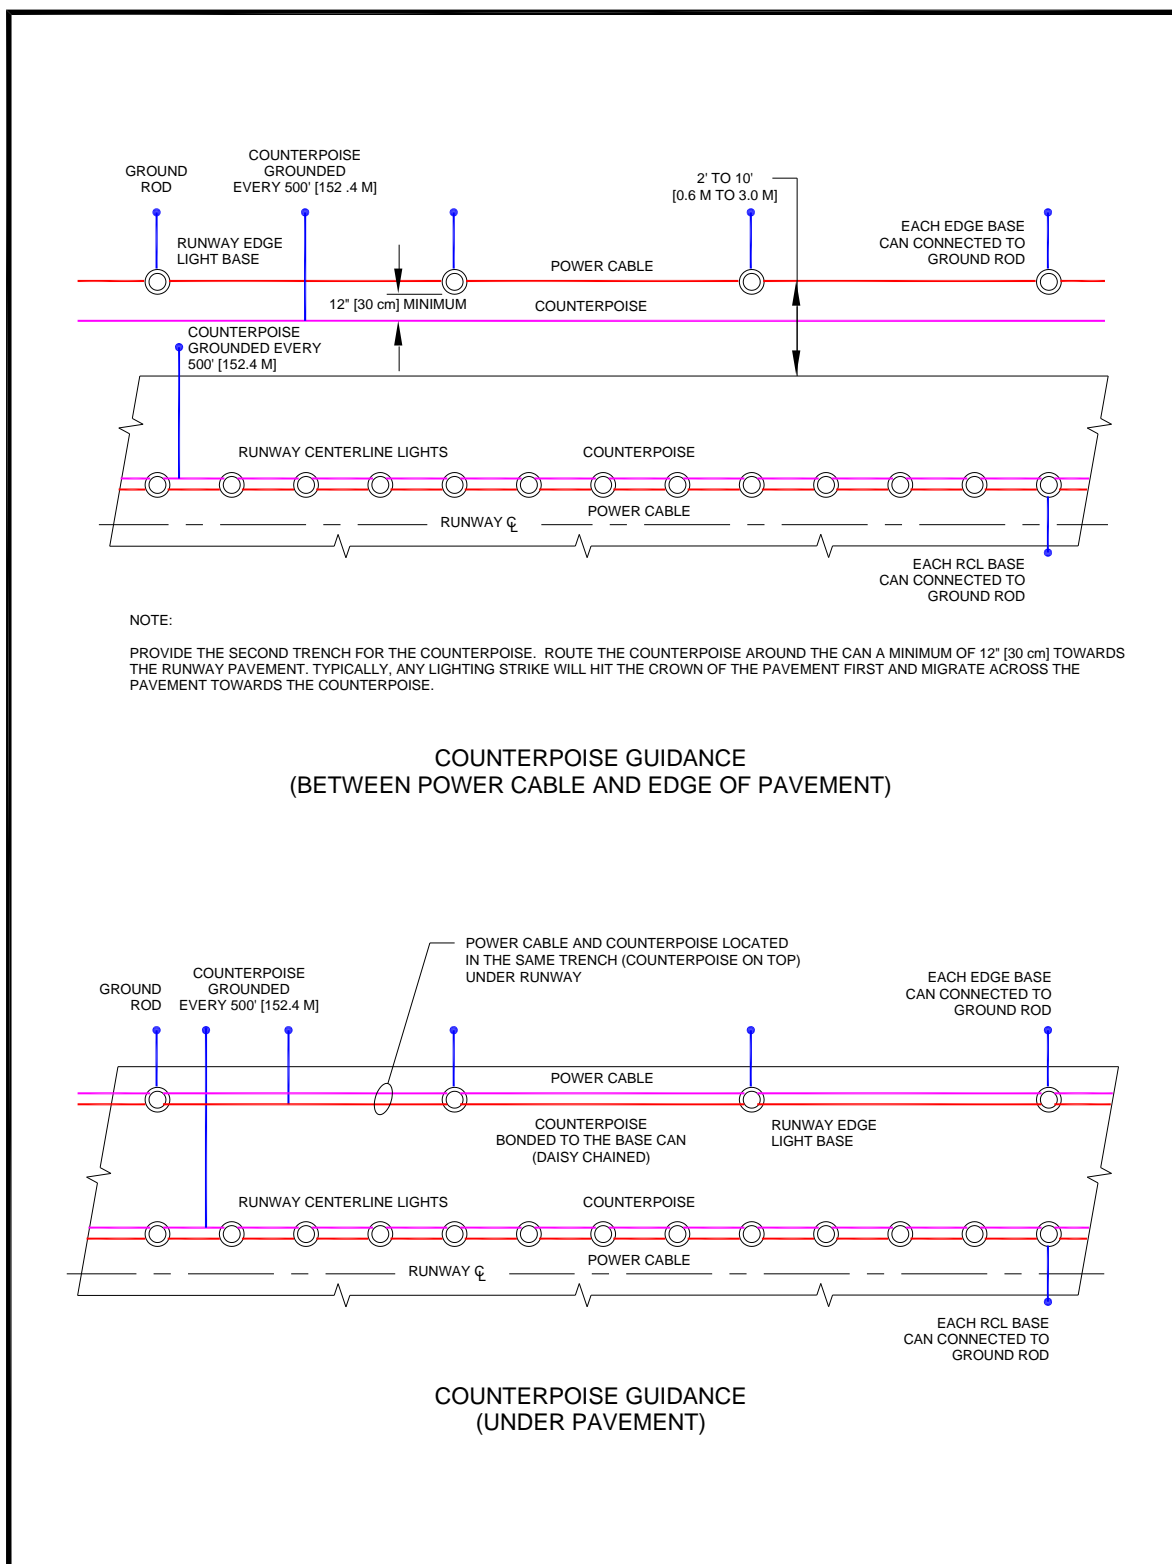 COUNTERPOISE
GROUNDED
EVERY 500' [152 .4 M]
GROUND
ROD
2' TO 10'
[0.6 M TO 3.0 M]
RUNWAY EDGE
LIGHT BASE
EACH EDGE BASE
CAN CONNECTED TO
GROUND ROD
POWER CABLE
12" [30 cm] MINIMUM
COUNTERPOISE
COUNTERPOISE
GROUNDED EVERY
500' [152.4 M]
RUNWAY CENTERLINE LIGHTS
COUNTERPOISE
POWER CABLE
RUNWAY ℄
EACH RCL BASE
CAN CONNECTED TO
GROUND ROD
NOTE:
PROVIDE THE SECOND TRENCH FOR THE COUNTERPOISE. ROUTE THE COUNTERPOISE AROUND THE CAN A MINIMUM OF 12" [30 cm] TOWARDS
THE RUNWAY PAVEMENT. TYPICALLY, ANY LIGHTING STRIKE WILL HIT THE CROWN OF THE PAVEMENT FIRST AND MIGRATE ACROSS THE
PAVEMENT TOWARDS THE COUNTERPOISE.
COUNTERPOISE GUIDANCE
(BETWEEN POWER CABLE AND EDGE OF PAVEMENT)
POWER CABLE AND COUNTERPOISE LOCATED
IN THE SAME TRENCH (COUNTERPOISE ON TOP)
UNDER RUNWAY
GROUND
ROD
COUNTERPOISE
GROUNDED
EVERY 500' [152.4 M]
EACH EDGE BASE
CAN CONNECTED TO
GROUND ROD
POWER CABLE
COUNTERPOISE
BONDED TO THE BASE CAN
(DAISY CHAINED)
RUNWAY EDGE
LIGHT BASE
RUNWAY CENTERLINE LIGHTS
COUNTERPOISE
POWER CABLE
RUNWAY ℄
EACH RCL BASE
CAN CONNECTED TO
GROUND ROD
COUNTERPOISE GUIDANCE
(UNDER PAVEMENT)